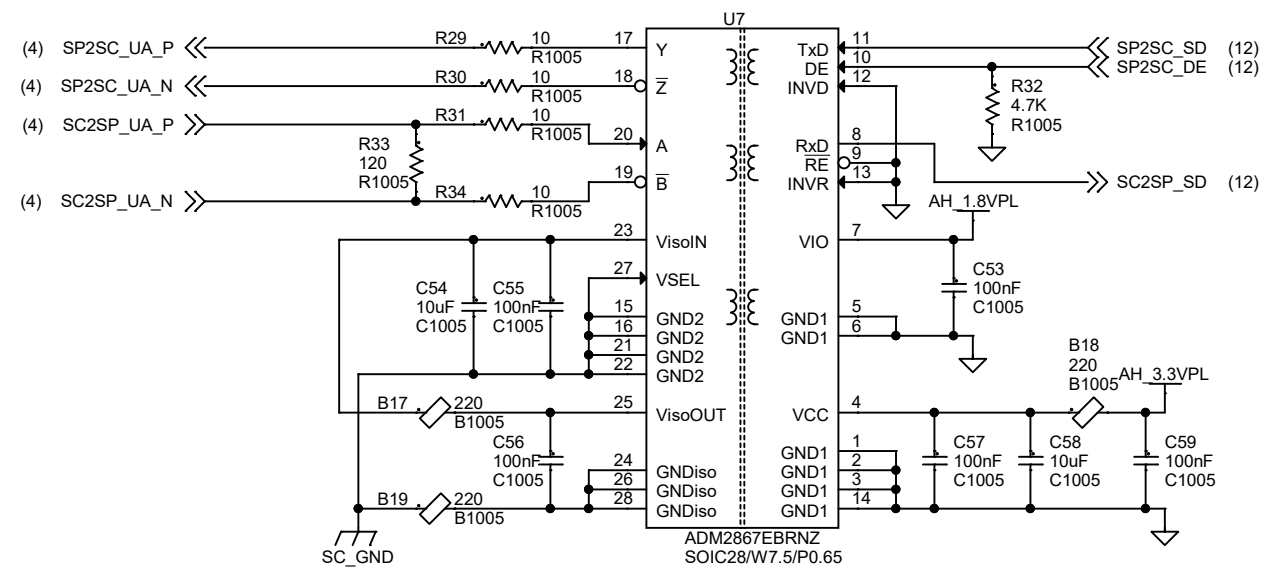 U7
(4) SP2SC_UA_P R29 10 R1005 17 Y
(4) SP2SC_UA_N R30 10 R1005 18 Z
(4) SC2SP_UA_P R31 10 R1005 20 A
R33
120
R1005
(4) SC2SP_UA_N R34 10 R1005 19 B
23 VisoIN
27 VSEL
C54
10uF
C1005
C55
100nF
C1005
15 GND2
16 GND2
21 GND2
22 GND2
B17 220 B1005 25 VisoOUT
C56
100nF
C1005
24 GNDiso
26 GNDiso
28 GNDiso
B19 220 B1005
SC_GND
TxD 11 SP2SC_SD (12)
DE 10 SP2SC_DE (12)
INVD 12
R32
4.7K
R1005
RxD 8
RE 9
INVR 13
SC2SP_SD (12)
AH_1.8VPL
VIO 7
C53
100nF
C1005
GND1 5
GND1 6
B18
220
B1005
AH_3.3VPL
VCC 4
GND1 1
GND1 2
GND1 3
GND1 14
C57
100nF
C1005
C58
10uF
C1005
C59
100nF
C1005
ADM2867EBRNZ
SOIC28/W7.5/P0.65